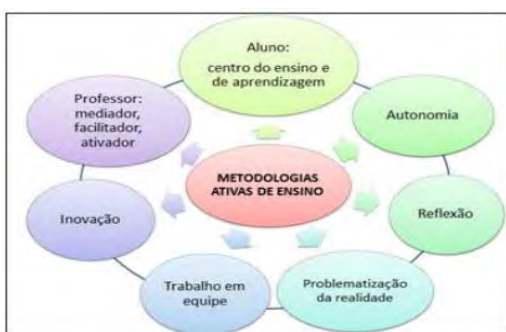 Aluno:
centro do ensino e
de aprendizagem
Autonomia
Reflexão
Problematização
da realidade
Trabalho em
equipe
Inovação
Professor:
mediador,
facilitador,
ativador
METODOLOGIAS
ATIVAS DE ENSINO